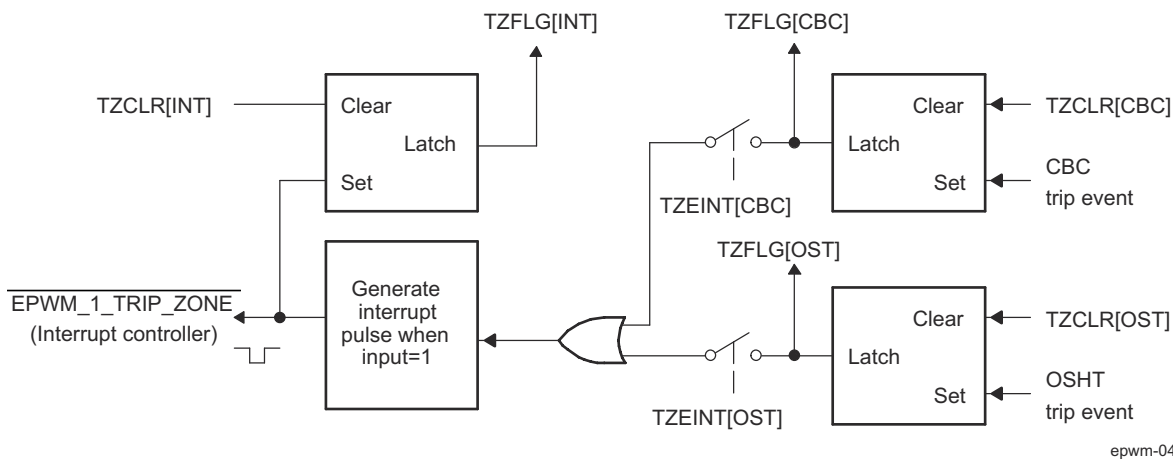 TZFLG[INT]
TZFLG[CBC]
TZCLR[INT]
Clear
Latch
Set
Clear
TZCLR[CBC]
Latch
Set
CBC
trip event
TZEINT[CBC]
TZFLG[OST]
EPWM_1_TRIP_ZONE
(Interrupt controller)
Generate
interrupt
pulse when
input=1
Clear
TZCLR[OST]
Latch
Set
OSHT
trip event
TZEINT[OST]
epwm-04